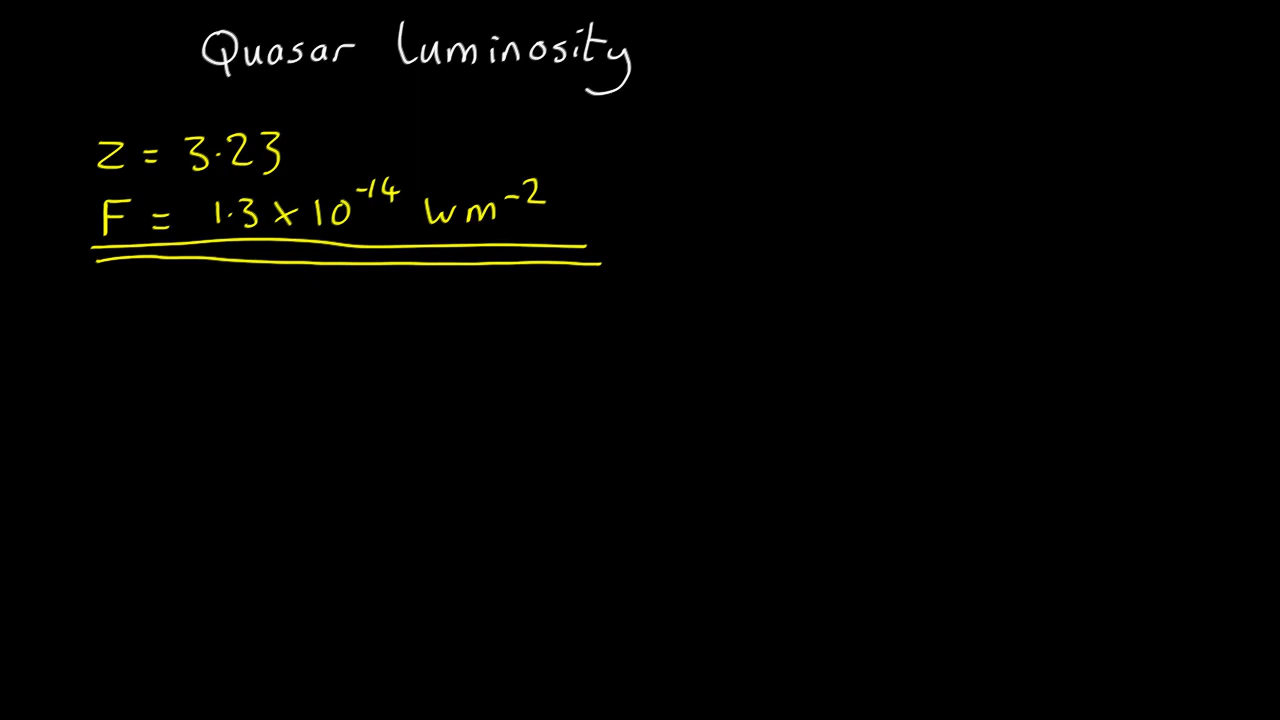 Quasar luminosity
z = 3.23
F = 1.3 × 10⁻¹⁴ Wm⁻²